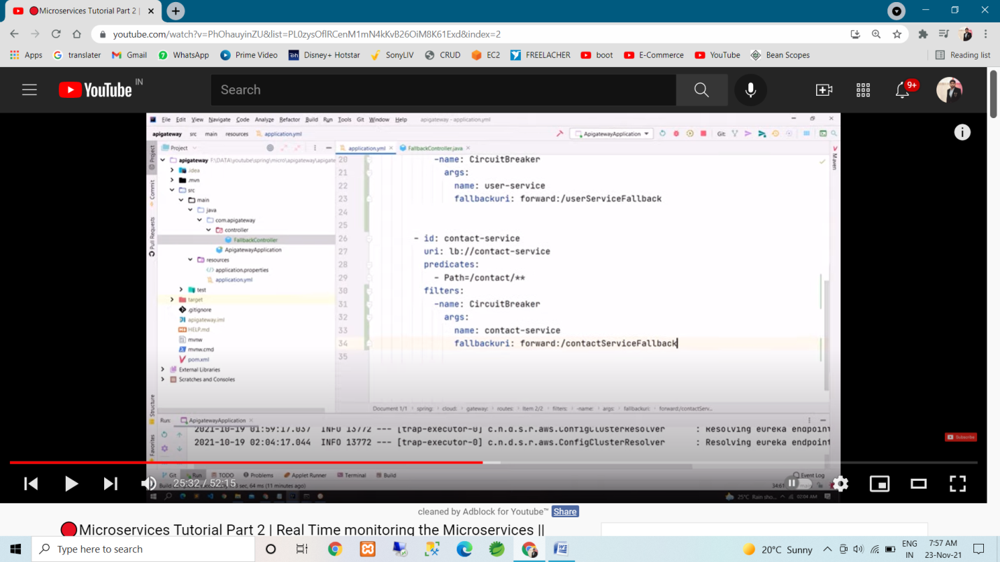 Microservices Tutorial Part 2 |
youtube.com/watch?v=PhOhauyinZU&list=PL0zysOflRCenM1mN4kKvB26OiM8K61Exd&index=2
Apps translater Gmail WhatsApp Prime Video Disney+ Hotstar SonyLIV CRUD EC2 FREELACHER boot E-Commerce YouTube Bean Scopes Reading list
YouTube IN Search 9+
File Edit View Navigate Code Analyze Refactor Build Run Tools Git Window Help apigateway - application.yml
apigateway src main resources application.yml ApigatewayApplication Git:
Project application.yml FallbackController.java
apigateway F:\DATA\youtube\spring\micro\apigateway\apigate
.idea
.mvn
src
main
java
com.apigateway
controller
FallbackController
ApigatewayApplication
resources
application.properties
application.yml
test
target
.gitignore
apigateway.iml
HELP.md
mvnw
mvnw.cmd
pom.xml
External Libraries
Scratches and Consoles
Project
Commit
Pull Requests
Structure
Favorites
20 -name: CircuitBreaker
21 args:
22 name: user-service
23 fallbackuri: forward:/userServiceFallback
24
25
26 - id: contact-service
27 uri: lb://contact-service
28 predicates:
29 - Path=/contact/**
30 filters:
31 -name: CircuitBreaker
32 args:
33 name: contact-service
34 fallbackuri: forward:/contactServiceFallback
35
Maven
Document 1/1 spring: cloud: gateway: routes: Item 2/2 filters: -name: args: fallbackuri: forward:/contactServi...
Run: ApigatewayApplication
2021-10-19 01:59:17.037 INFO 13772 --- [trap-executor-0] c.n.d.s.r.aws.ConfigClusterResolver : Resolving eureka endpoint
2021-10-19 02:04:17.044 INFO 13772 --- [trap-executor-0] c.n.d.s.r.aws.ConfigClusterResolver : Resolving eureka endpoint
Subscribe
Git Run TODO Problems Applet Runner Terminal Build Event Log
25:32 / 52:15
sec, 64 ms (11 minutes ago) 34:61
25°C Rain sho... 02:04 AM
cleaned by Adblock for Youtube™ Share
Microservices Tutorial Part 2 | Real Time monitoring the Microservices ||
Type here to search 20°C Sunny ENG IN 7:57 AM 23-Nov-21